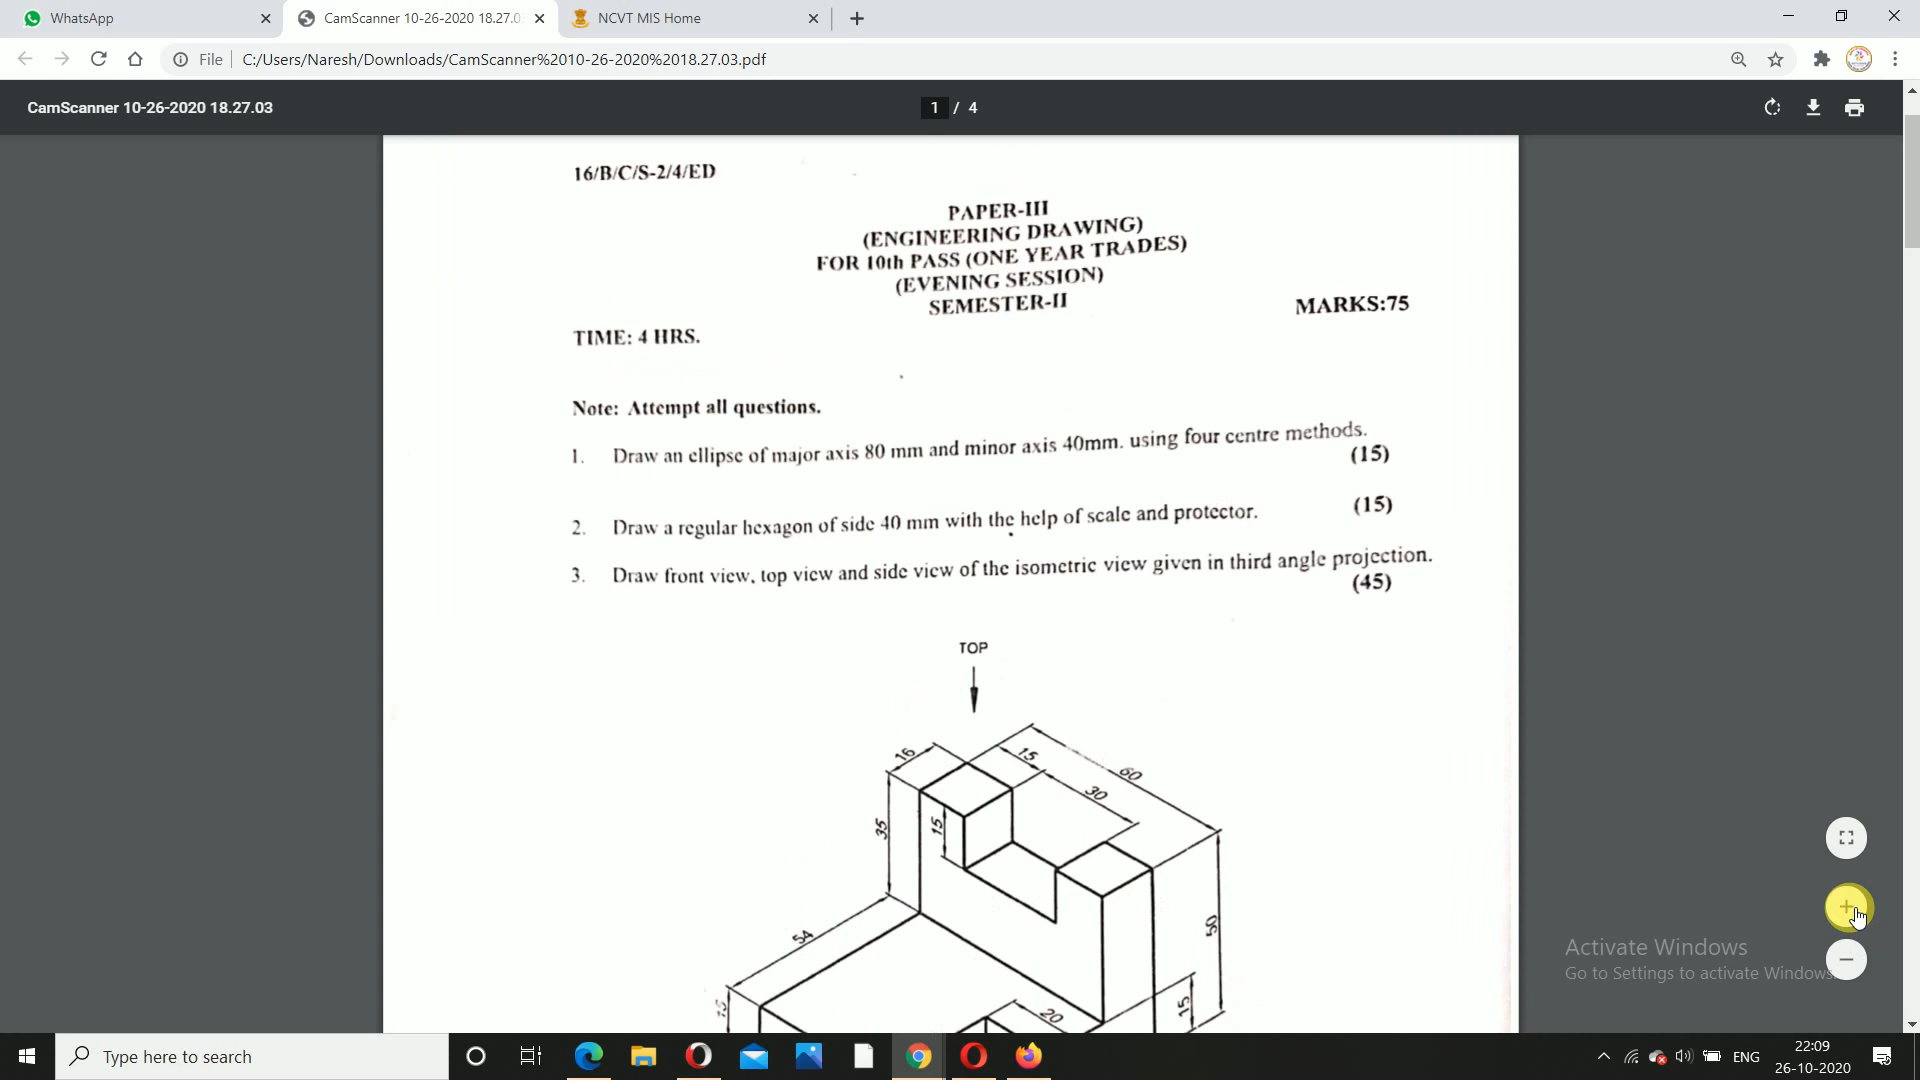 WhatsApp
CamScanner 10-26-2020 18.27.0
NCVT MIS Home
File
C:/Users/Naresh/Downloads/CamScanner%2010-26-2020%2018.27.03.pdf
CamScanner 10-26-2020 18.27.03
1 / 4
16/B/C/S-2/4/ED
PAPER-III
(ENGINEERING DRAWING)
FOR 10th PASS (ONE YEAR TRADES)
(EVENING SESSION)
SEMESTER-II
MARKS:75
TIME: 4 HRS.
Note: Attempt all questions.
1. Draw an ellipse of major axis 80 mm and minor axis 40mm. using four centre methods.
(15)
2. Draw a regular hexagon of side 40 mm with the help of scale and protector.
(15)
3. Draw front view, top view and side view of the isometric view given in third angle projection.
(45)
TOP
16
15
60
30
35
15
50
54
15
20
15
Activate Windows
Go to Settings to activate Windows.
Type here to search
ENG
22:09
26-10-2020